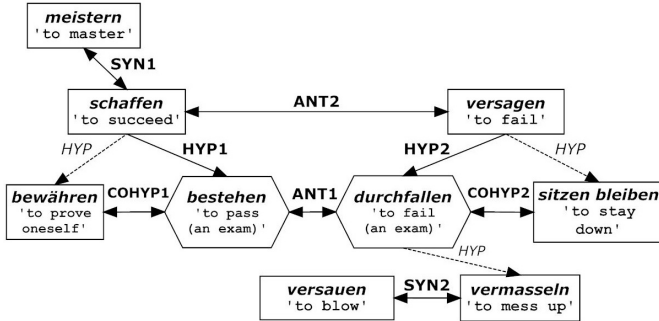 meistern
'to master'
SYN1
schaffen
'to succeed'
ANT2
versagen
'to fail'
HYP
HYP1
HYP2
HYP
bewähren
'to prove
oneself'
COHYP1
bestehen
'to pass
(an exam)'
ANT1
durchfallen
'to fail
(an exam)'
COHYP2
sitzen bleiben
'to stay
down'
HYP
versauen
'to blow'
SYN2
vermasseln
'to mess up'